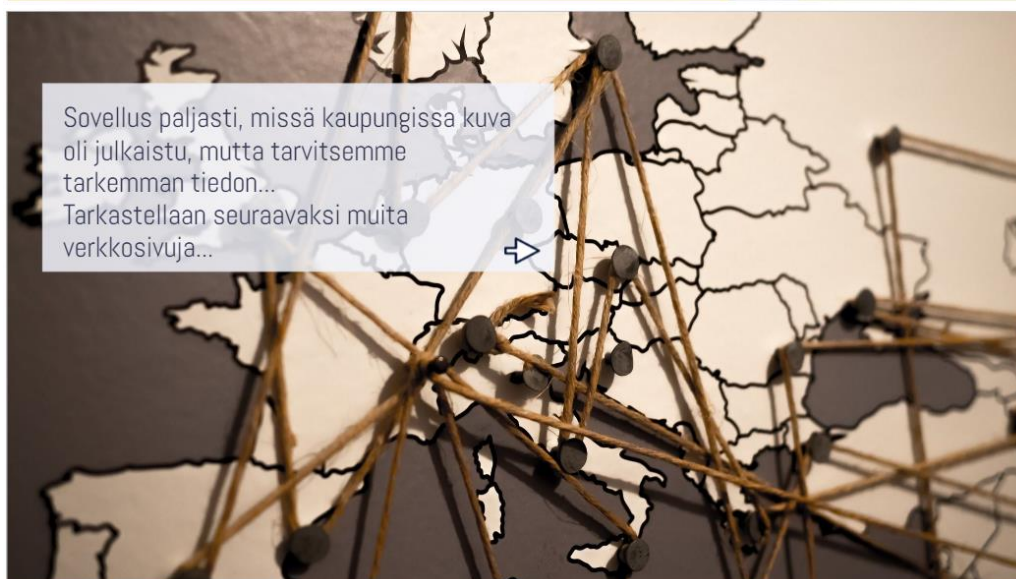 Sovellus paljasti, missä kaupungissa kuva
oli julkaistu, mutta tarvitsemme
tarkemman tiedon...
Tarkastellaan seuraavaksi muita
verkkosivuja...